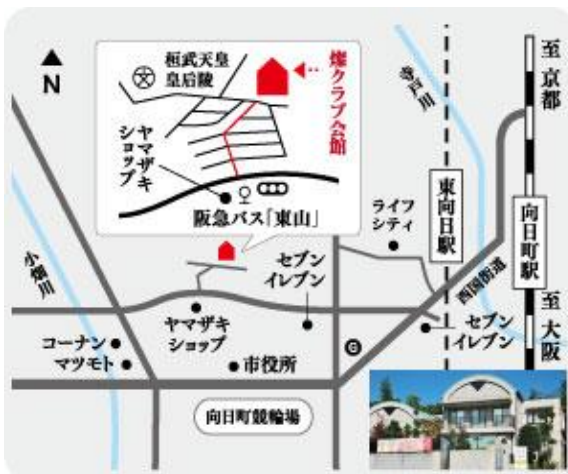 N
桓武天皇
皇后陵
燦クラブ会館
ヤマザキ
ショップ
阪急バス「東山」
小畑川
寺戸川
至 京都
ライフ
シティ
東向日駅
向日町駅
西国街道
至 大阪
セブン
イレブン
ヤマザキ
ショップ
セブン
イレブン
コーナン
マツモト
市役所
G
向日町競輪場